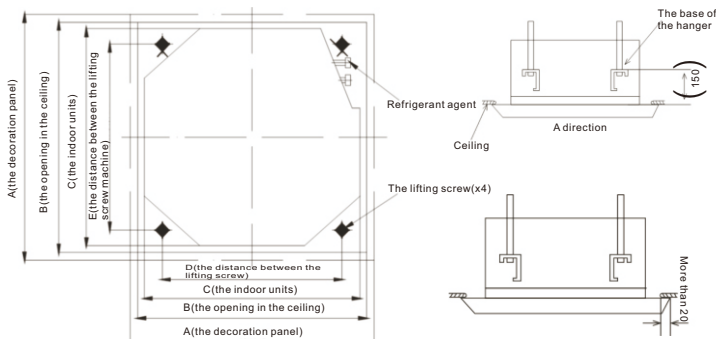 A(the decoration panel)
B(the opening in the ceiling)
C(the indoor units)
E(the distance between the lifting
screw machine)
Refrigerant agent
The lifting screw(x4)
D(the distance between the
lifting screw)
C(the indoor units)
B(the opening in the ceiling)
A(the decoration panel)
The base of
the hanger
(150)
A direction
Ceiling
More than 20